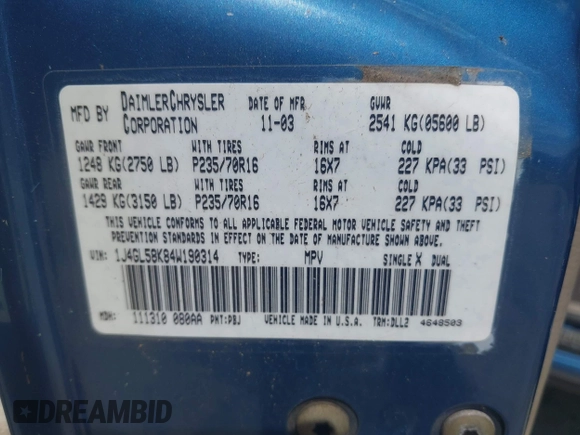 MFD BY DAIMLERCHRYSLER CORPORATION DATE OF MFR 11-03 GVWR 2541 KG(05600 LB)
GAWR FRONT WITH TIRES RIMS AT COLD
1248 KG(2750 LB) P235/70R16 16X7 227 KPA(33 PSI)
GAWR REAR WITH TIRES RIMS AT COLD
1429 KG(3150 LB) P235/70R16 16X7 227 KPA(33 PSI)
THIS VEHICLE CONFORMS TO ALL APPLICABLE FEDERAL MOTOR VEHICLE SAFETY AND
THEFT PREVENTION STANDARDS IN EFFECT ON THE DATE OF MANUFACTURE SHOWN ABOVE.
VIN: 1J4GL58K84W190314 TYPE: MPV SINGLE X DUAL
MDH: 111310 080AA PNT:PBJ VEHICLE MADE IN U.S.A. TRM:DLL2 4648503
DREAMBID